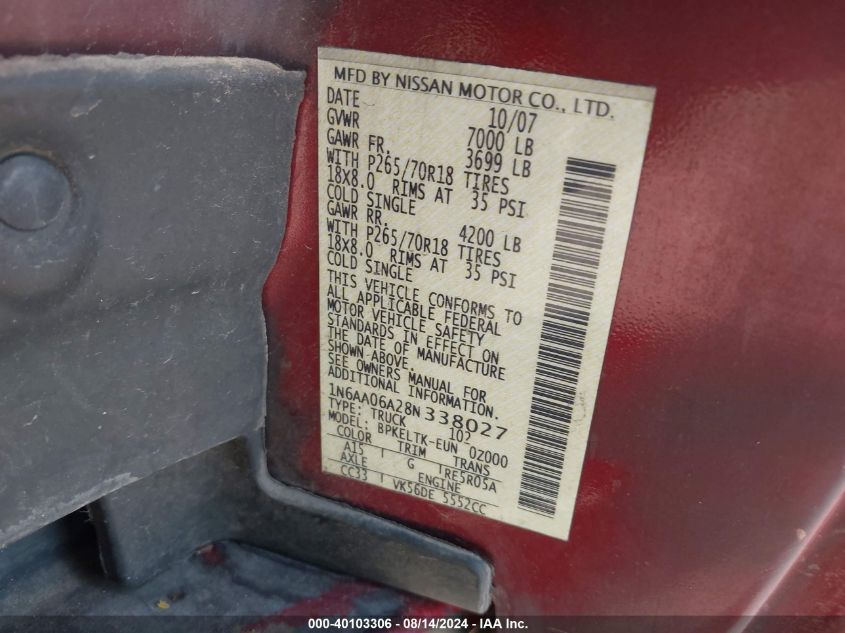 MFD BY NISSAN MOTOR CO., LTD.
DATE 10/07
GVWR 7000 LB
GAWR FR. 3699 LB
WITH P265/70R18 TIRES
18X8.0 RIMS AT 35 PSI
COLD SINGLE
GAWR RR. 4200 LB
WITH P265/70R18 TIRES
18X8.0 RIMS AT 35 PSI
COLD SINGLE
THIS VEHICLE CONFORMS TO
ALL APPLICABLE FEDERAL
MOTOR VEHICLE SAFETY
STANDARDS IN EFFECT ON
THE DATE OF MANUFACTURE
SHOWN ABOVE.
SEE OWNERS MANUAL FOR
ADDITIONAL INFORMATION.
1N6AA06A28N338027
TYPE: TRUCK 102
MODEL: BPKELTK-EUN 0Z000
COLOR TRIM TRANS
A15 G RE5R05A
AXLE ENGINE
CC33 VK56DE 5552CC
000-40103306 - 08/14/2024 - IAA Inc.